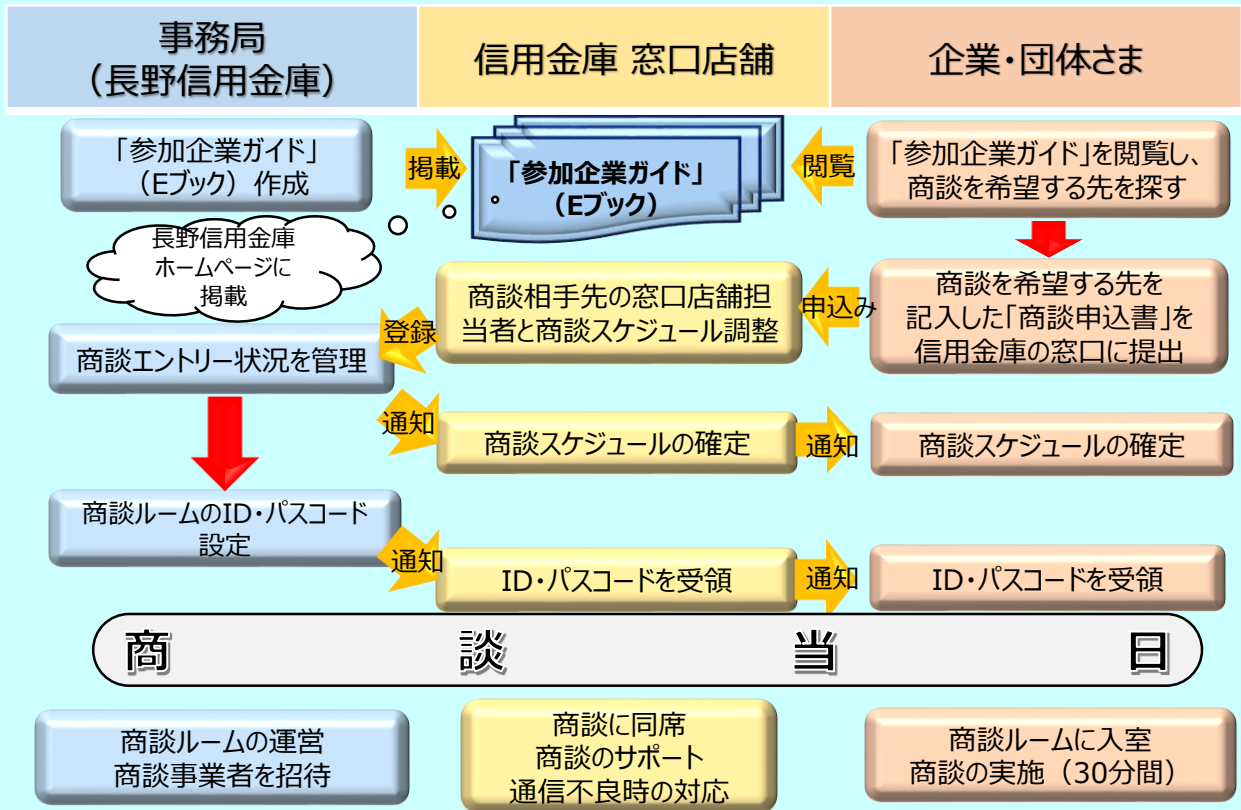 事務局
（長野信用金庫）
信用金庫 窓口店舗
企業・団体さま
「参加企業ガイド」
（Eブック）作成
掲載
「参加企業ガイド」
（Eブック）
閲覧
「参加企業ガイド」を閲覧し、
商談を希望する先を探す
長野信用金庫
ホームページに
掲載
商談を希望する先を
記入した「商談申込書」を
信用金庫の窓口に提出
申込み
商談相手先の窓口店舗担
当者と商談スケジュール調整
登録
商談エントリー状況を管理
通知
商談スケジュールの確定
通知
商談スケジュールの確定
商談ルームのID・パスコード
設定
通知
ID・パスコードを受領
通知
ID・パスコードを受領
商談当日
商談ルームの運営
商談事業者を招待
商談に同席
商談のサポート
通信不良時の対応
商談ルームに入室
商談の実施（30分間）